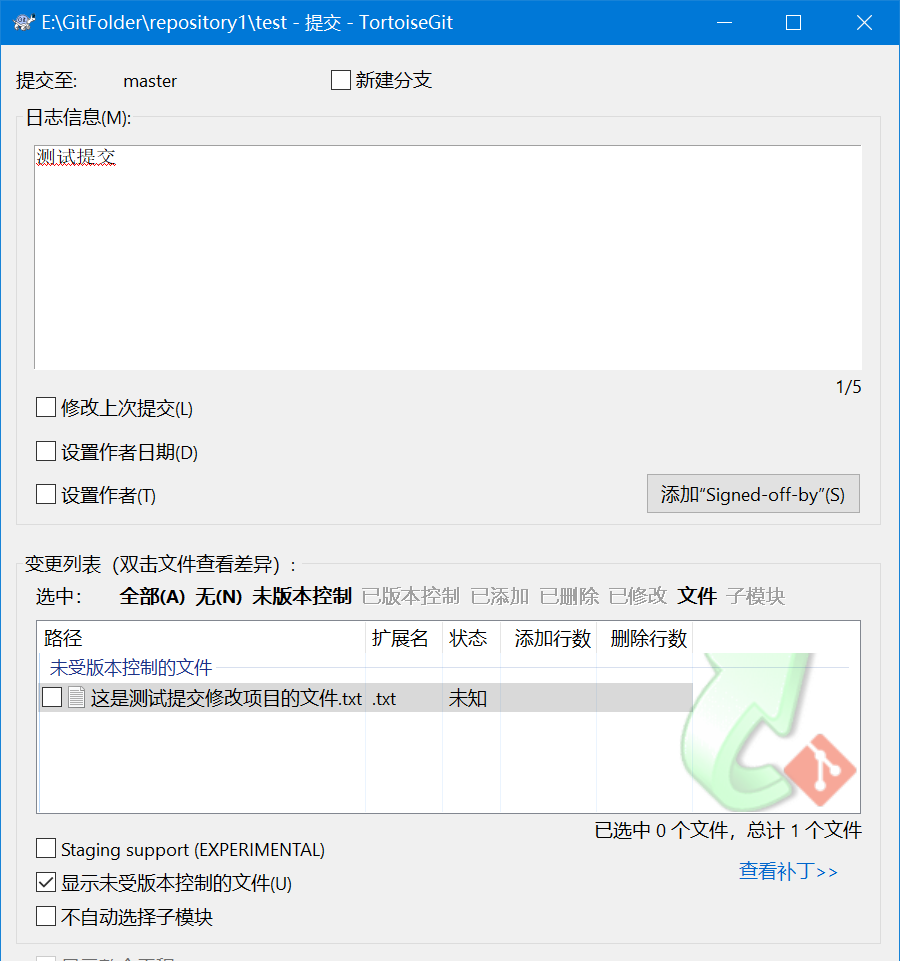 E:\GitFolder\repository1\test - 提交 - TortoiseGit
提交至: master 新建分支
日志信息(M):
测试提交
1/5
修改上次提交(L)
设置作者日期(D)
设置作者(T)
添加“Signed-off-by”(S)
变更列表（双击文件查看差异）:
选中： 全部(A) 无(N) 未版本控制 已版本控制 已添加 已删除 已修改 文件 子模块
路径 扩展名 状态 添加行数 删除行数
未受版本控制的文件
这是测试提交修改项目的文件.txt .txt 未知
已选中 0 个文件，总计 1 个文件
Staging support (EXPERIMENTAL)
查看补丁>>
显示未受版本控制的文件(U)
不自动选择子模块